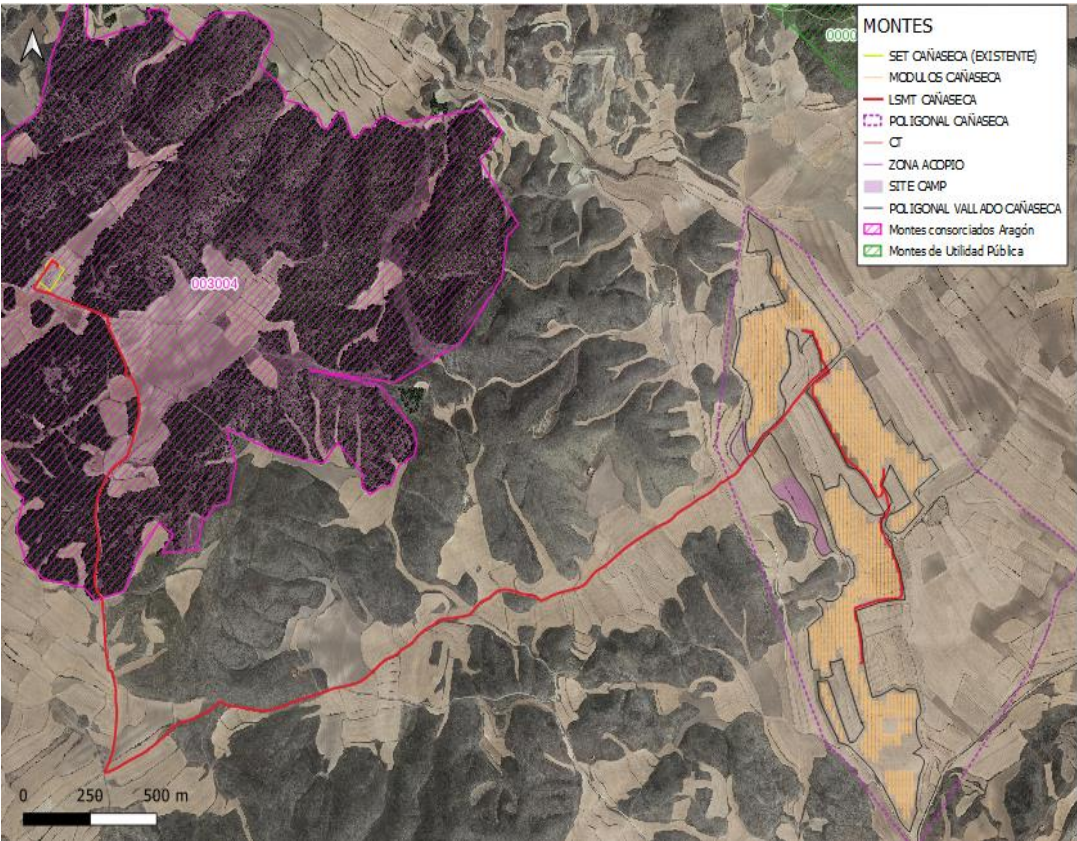 0000
MONTES
SET CAÑASECA (EXISTENTE)
MODULOS CAÑASECA
LSMT CAÑASECA
POLIGONAL CAÑASECA
CT
ZONA ACOPIO
SITE CAMP
POLIGONAL VALLADO CAÑASECA
Montes consorciados Aragón
Montes de Utilidad Pública
003004
0 250 500 m